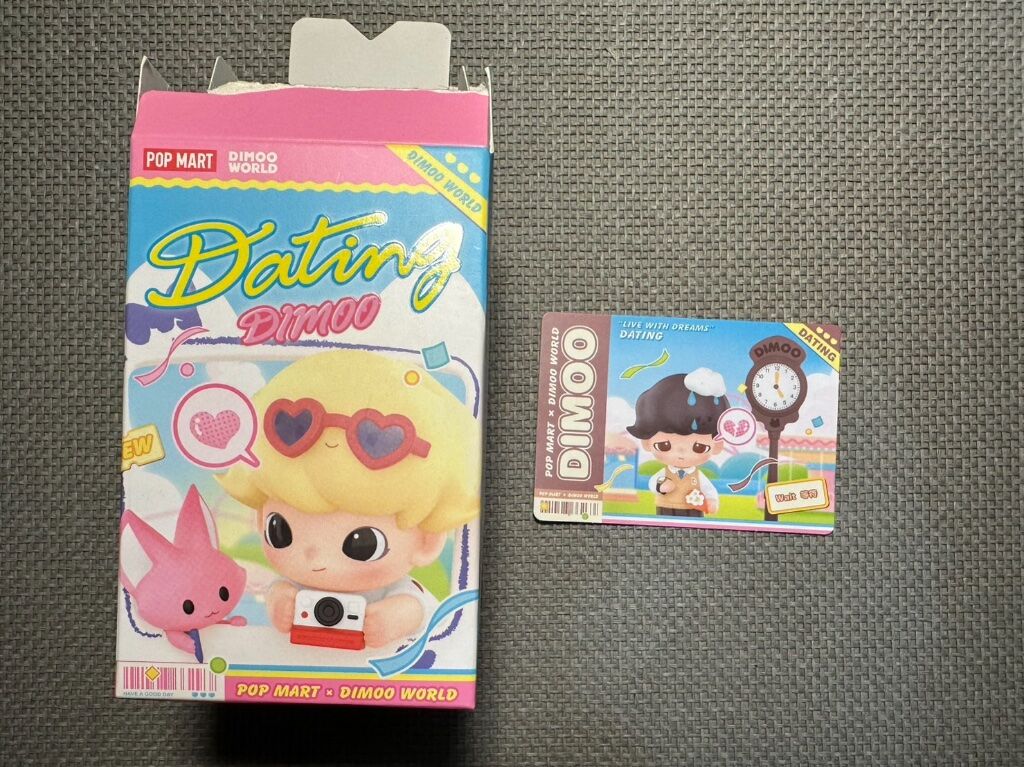 POP MART
DIMOO
WORLD
DIMOO WORLD
Dating
DIMOO
EW
HAVE A GOOD DAY
POP MART × DIMOO WORLD
POP MART × DIMOO WORLD
DIMOO
"LIVE WITH DREAMS"
DATING
DATING
DIMOO
Wait 等待
POP MART × DIMOO WORLD